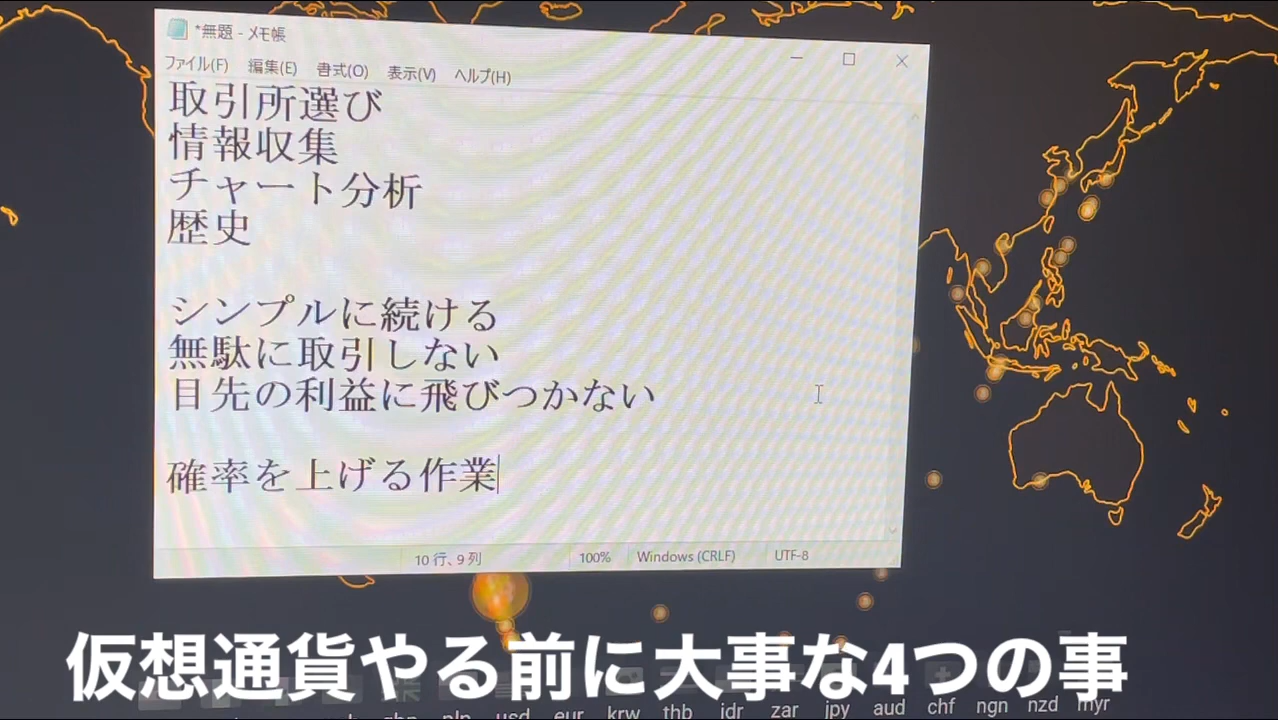 *無題 - メモ帳
ファイル(F) 編集(E) 書式(O) 表示(V) ヘルプ(H)
取引所選び
情報収集
チャート分析
歴史
シンプルに続ける
無駄に取引しない
目先の利益に飛びつかない
確率を上げる作業
10 行、9 列 100% Windows (CRLF) UTF-8
仮想通貨やる前に大事な4つの事
pln usd eur krw thb idr zar jpy aud chf ngn nzd myr